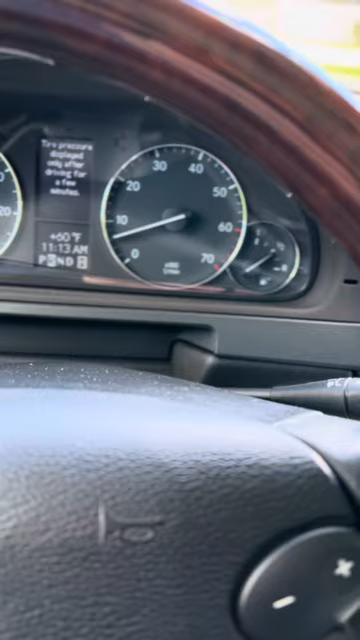 Tire pressure
displayed
only after
driving for
a few
minutes.
+60°F
11:13 AM
P R N D
0
10
20
30
40
50
60
70
20
+
-